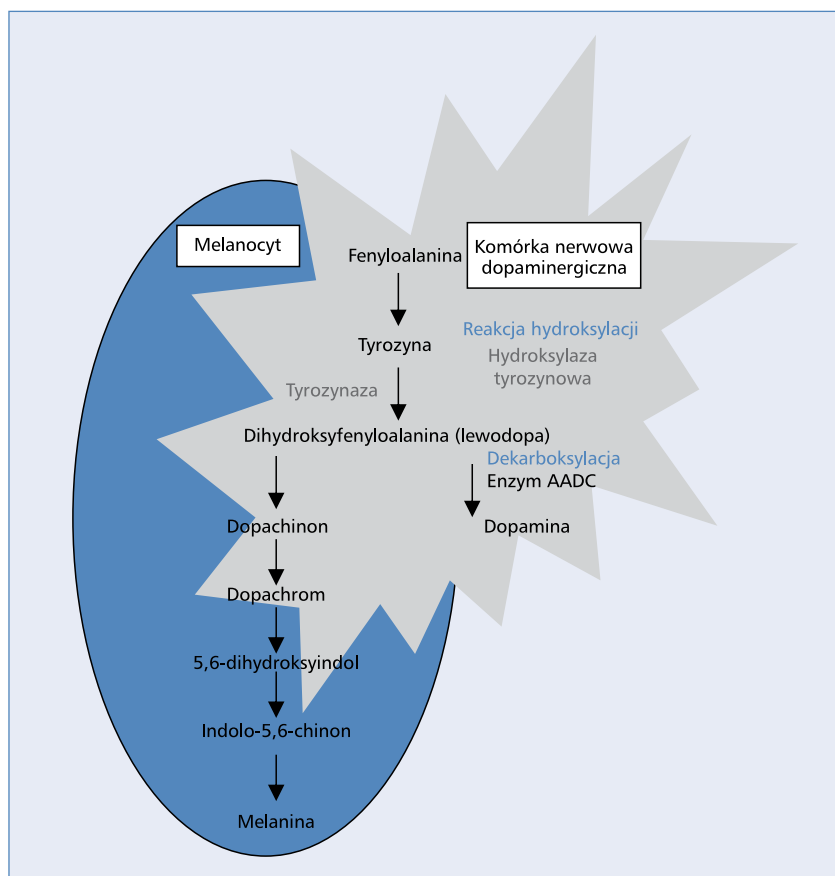 Melanocyt
Komórka nerwowa
dopaminergiczna
Fenyloalanina
Reakcja hydroksylacji
Tyrozyna
Hydroksylaza
tyrozynowa
Tyrozynaza
Dihydroksyfenyloalanina (lewodopa)
Dekarboksylacja
Enzym AADC
Dopachinon
Dopamina
Dopachrom
5,6-dihydroksyindol
Indolo-5,6-chinon
Melanina